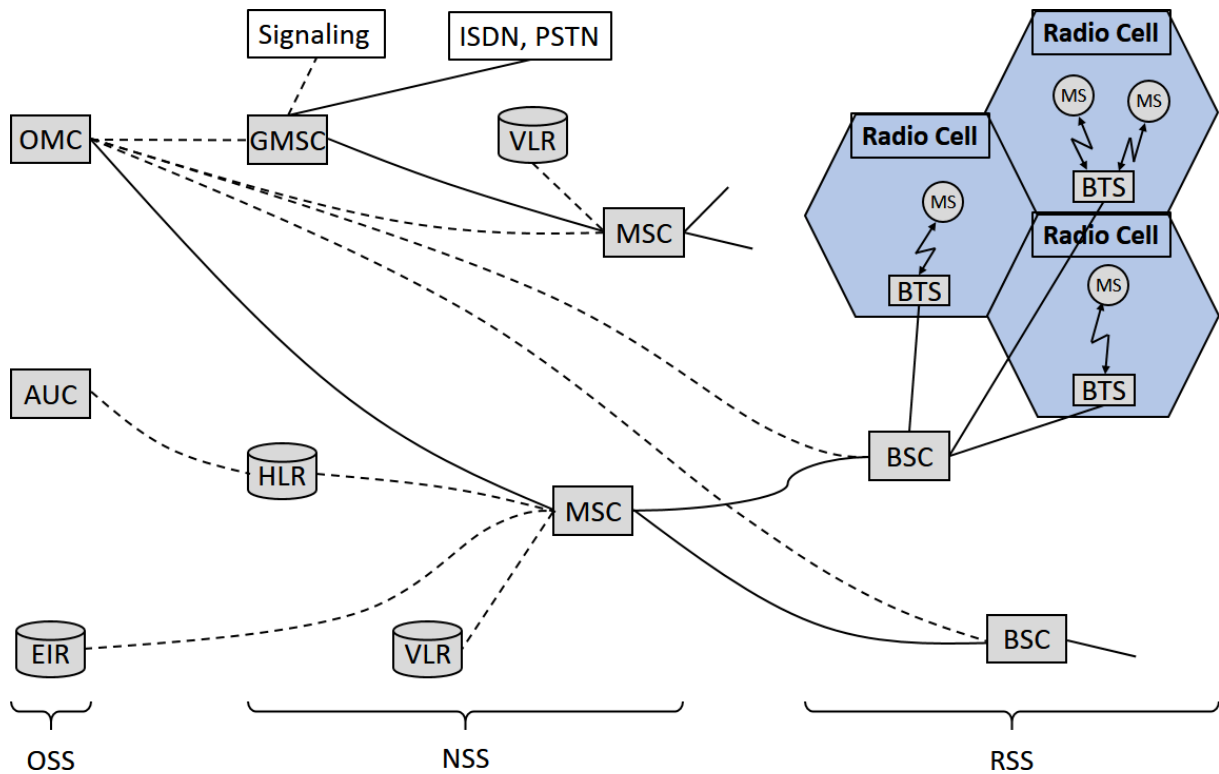 Signaling
ISDN, PSTN
Radio Cell
MS
MS
OMC
GMSC
VLR
Radio Cell
BTS
MS
MSC
Radio Cell
BTS
MS
AUC
BTS
HLR
BSC
MSC
EIR
VLR
BSC
OSS
NSS
RSS